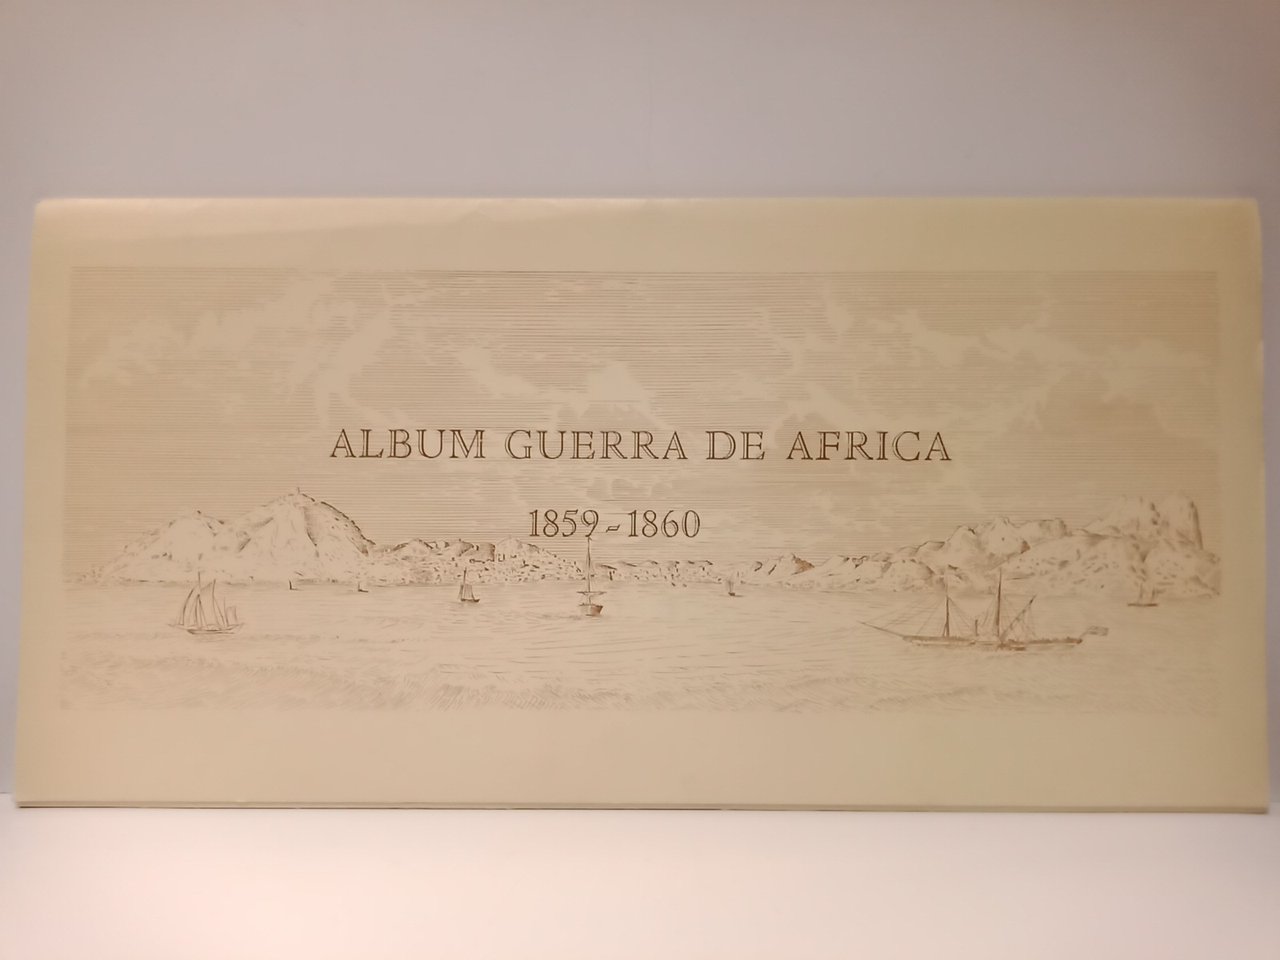 ALBUM GUERRA DE AFRICA
1859-1860